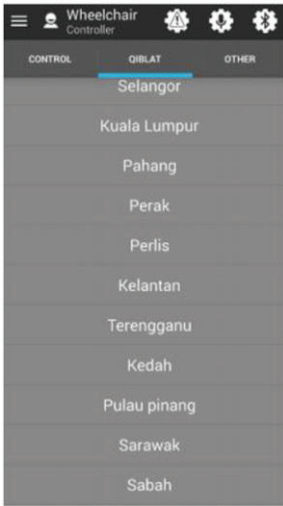 Wheelchair
Controller
CONTROL
QIBLAT
OTHER
Selangor
Kuala Lumpur
Pahang
Perak
Perlis
Kelantan
Terengganu
Kedah
Pulau pinang
Sarawak
Sabah